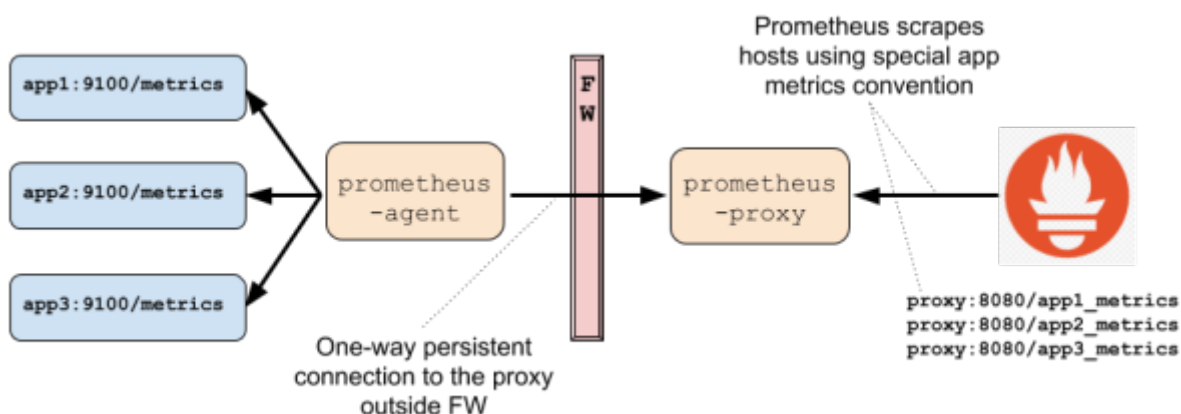 Prometheus scrapes
hosts using special app
metrics convention
app1:9100/metrics
F
W
app2:9100/metrics
prometheus
-agent
prometheus
-proxy
app3:9100/metrics
proxy:8080/app1_metrics
proxy:8080/app2_metrics
proxy:8080/app3_metrics
One-way persistent
connection to the proxy
outside FW